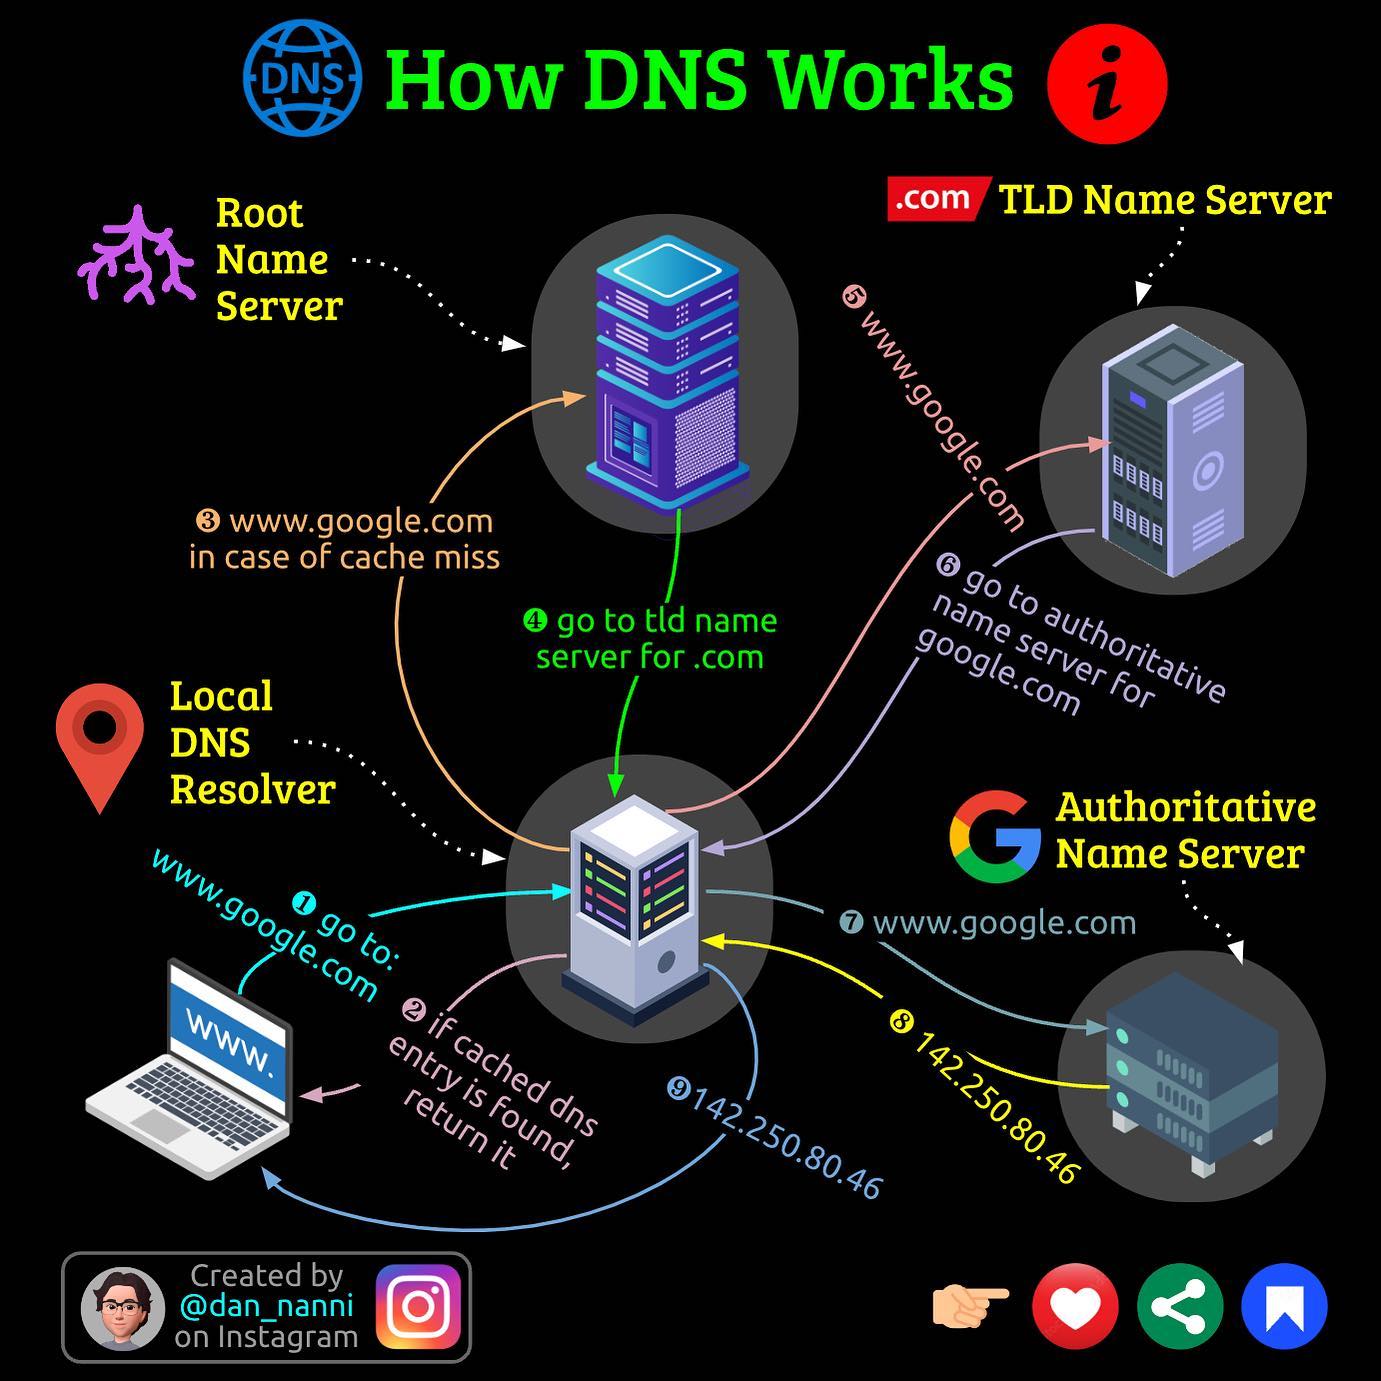 DNS
How DNS Works
i
Root
Name
Server
.com
TLD Name Server
❺ www.google.com
❸ www.google.com
in case of cache miss
❹ go to tld name
server for .com
❻ go to authoritative
name server for
google.com
Local
DNS
Resolver
Authoritative
Name Server
❶ go to:
www.google.com
❼ www.google.com
www.
❷ if cached dns
entry is found,
return it
❽ 142.250.80.46
❾142.250.80.46
Created by
@dan_nanni
on Instagram